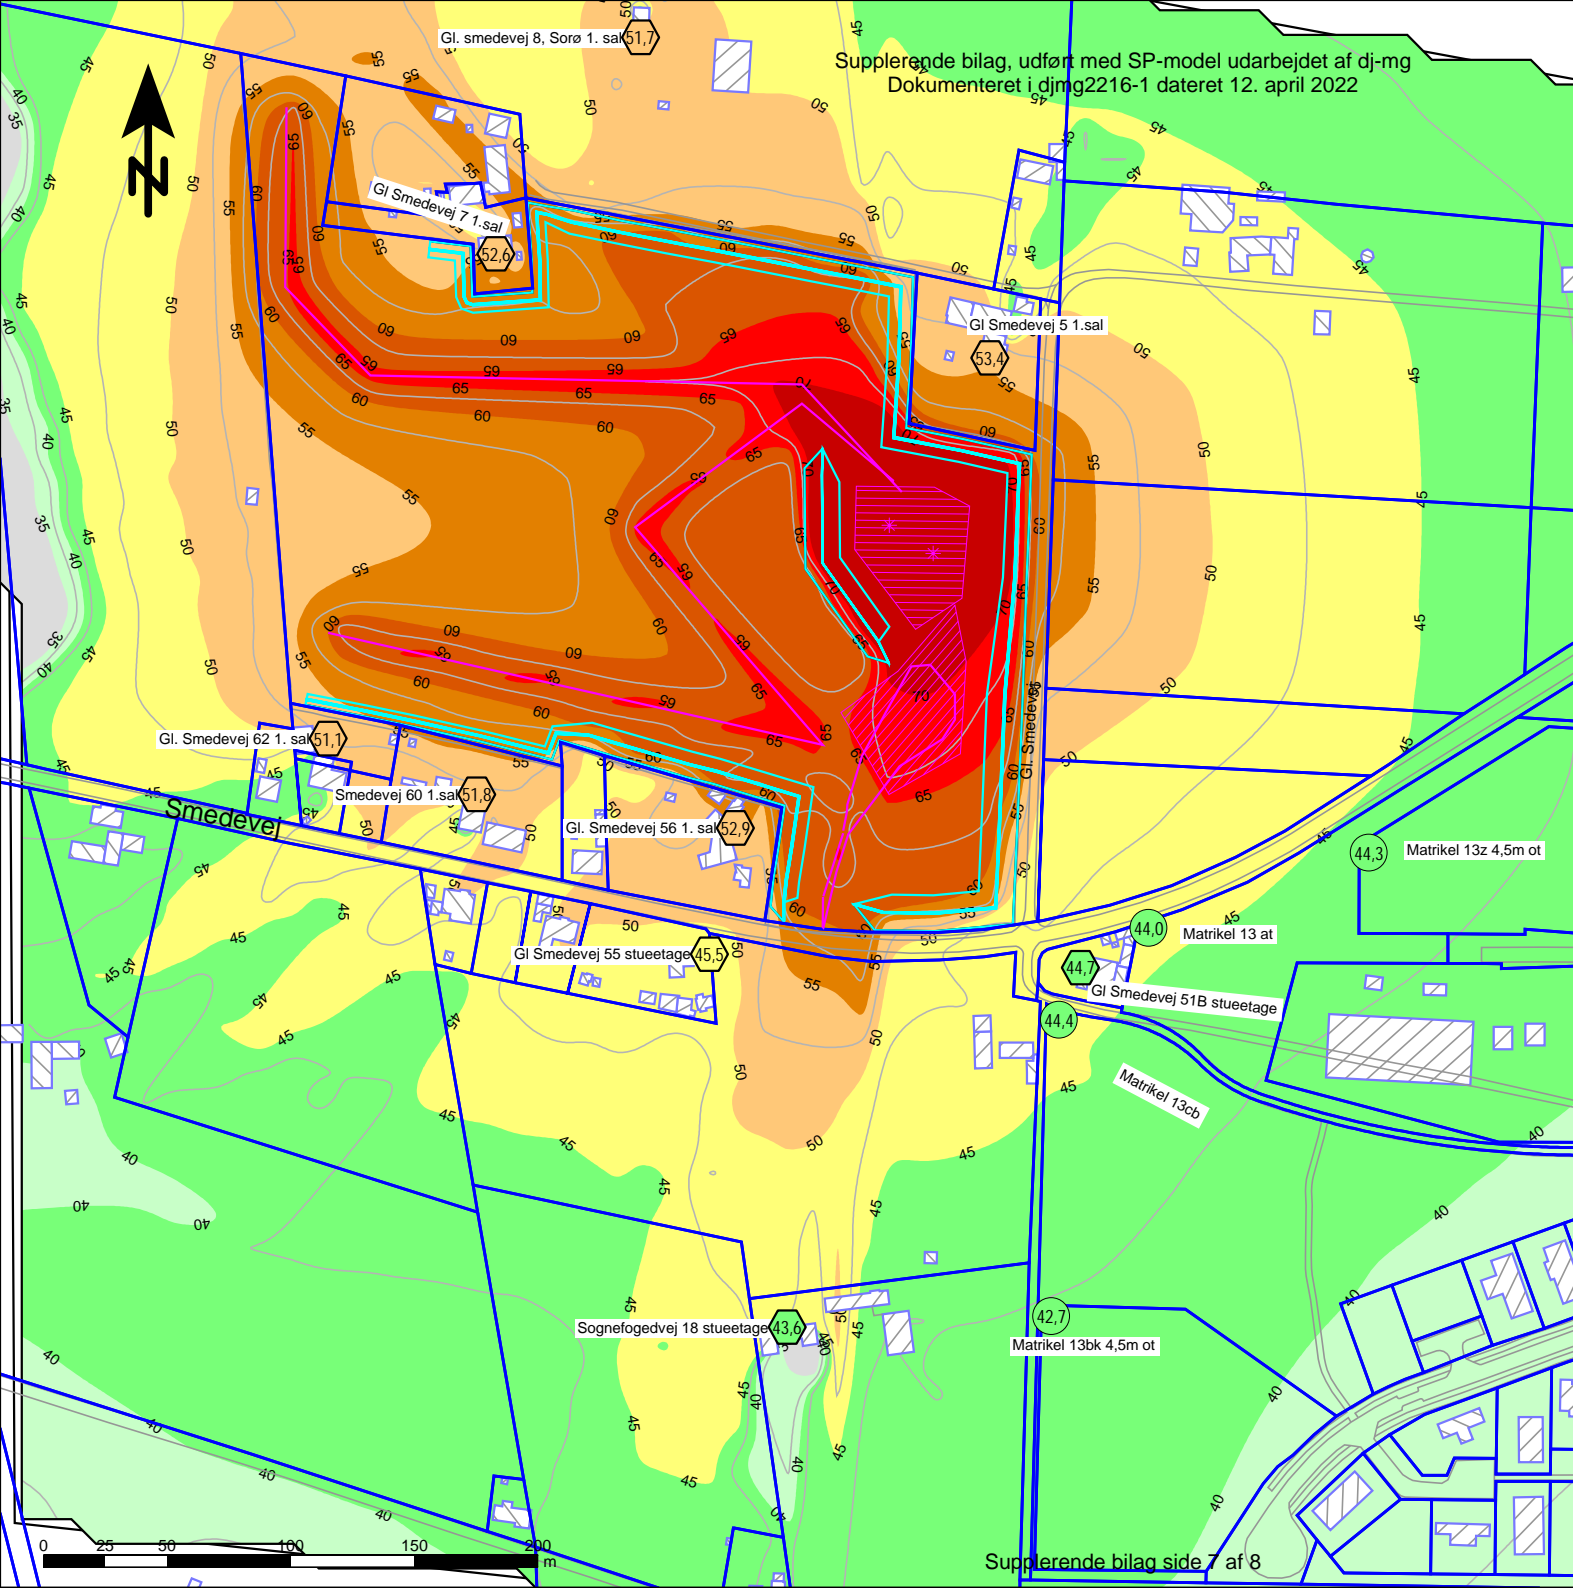 Gl. smedevej 8, Sorø 1. sal
51,7
Supplerende bilag, udført med SP-model udarbejdet af dj-mg
Dokumenteret i djmg2216-1 dateret 12. april 2022
N
Gl Smedevej 7 1.sal
52,6
Gl Smedevej 5 1.sal
53,4
Gl. Smedevej
Gl. Smedevej 62 1. sal
51,1
Smedevej 60 1.sal
51,8
Smedevej
Gl. Smedevej 56 1. sal
52,9
44,3
Matrikel 13z 4,5m ot
Gl Smedevej 55 stueetage
45,5
44,0
Matrikel 13 at
44,7
Gl Smedevej 51B stueetage
44,4
Matrikel 13cb
Sognefogedvej 18 stueetage
43,6
42,7
Matrikel 13bk 4,5m ot
0 25 50 100 150 200
m
Supplerende bilag side 7 af 8